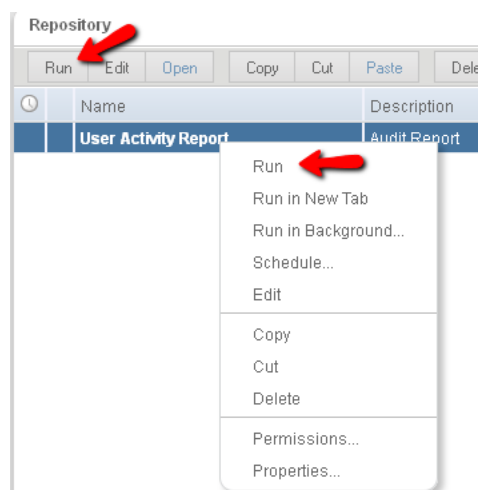 Repository
Run Edit Open Copy Cut Paste
Name Description
User Activity Report Audit Report
Run
Run in New Tab
Run in Background...
Schedule...
Edit
Copy
Cut
Delete
Permissions...
Properties...